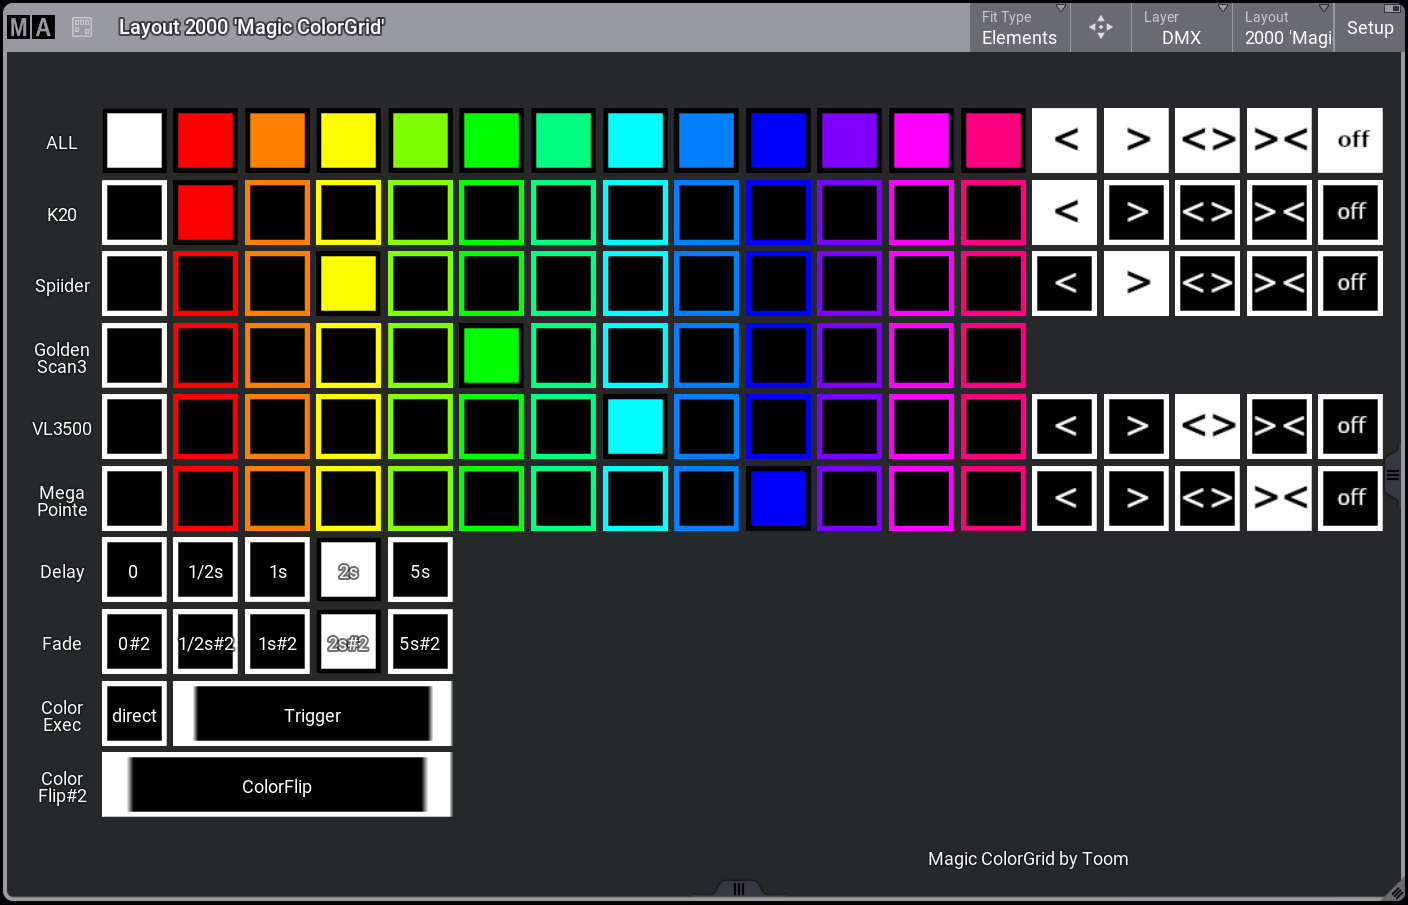 MA
Layout 2000 'Magic ColorGrid'
Fit Type
Elements
Layer
DMX
Layout
2000 'Magi
Setup
ALL
< > <> >< off
K20
< > <> >< off
Spiider
< > <> >< off
Golden
Scan3
VL3500
< > <> >< off
Mega
Pointe
< > <> >< off
Delay
0 1/2s 1s 2s 5s
Fade
0#2 1/2s#2 1s#2 2s#2 5s#2
Color
Exec
direct Trigger
Color
Flip#2
ColorFlip
Magic ColorGrid by Toom